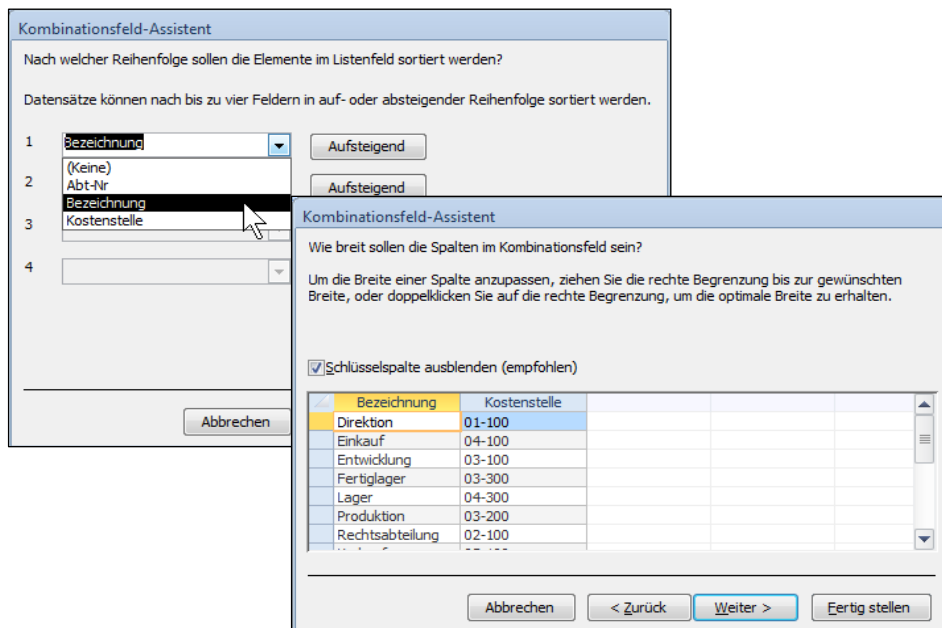 Kombinationsfeld-Assistent
Nach welcher Reihenfolge sollen die Elemente im Listenfeld sortiert werden?
Datensätze können nach bis zu vier Feldern in auf- oder absteigender Reihenfolge sortiert werden.
1 Bezeichnung Aufsteigend
(Keine)
2 Abt-Nr Aufsteigend
Bezeichnung
3 Kostenstelle
4
Abbrechen
Kombinationsfeld-Assistent
Wie breit sollen die Spalten im Kombinationsfeld sein?
Um die Breite einer Spalte anzupassen, ziehen Sie die rechte Begrenzung bis zur gewünschten
Breite, oder doppelklicken Sie auf die rechte Begrenzung, um die optimale Breite zu erhalten.
Schlüsselspalte ausblenden (empfohlen)
Bezeichnung Kostenstelle
Direktion 01-100
Einkauf 04-100
Entwicklung 03-100
Fertiglager 03-300
Lager 04-300
Produktion 03-200
Rechtsabteilung 02-100
Abbrechen < Zurück Weiter > Fertig stellen